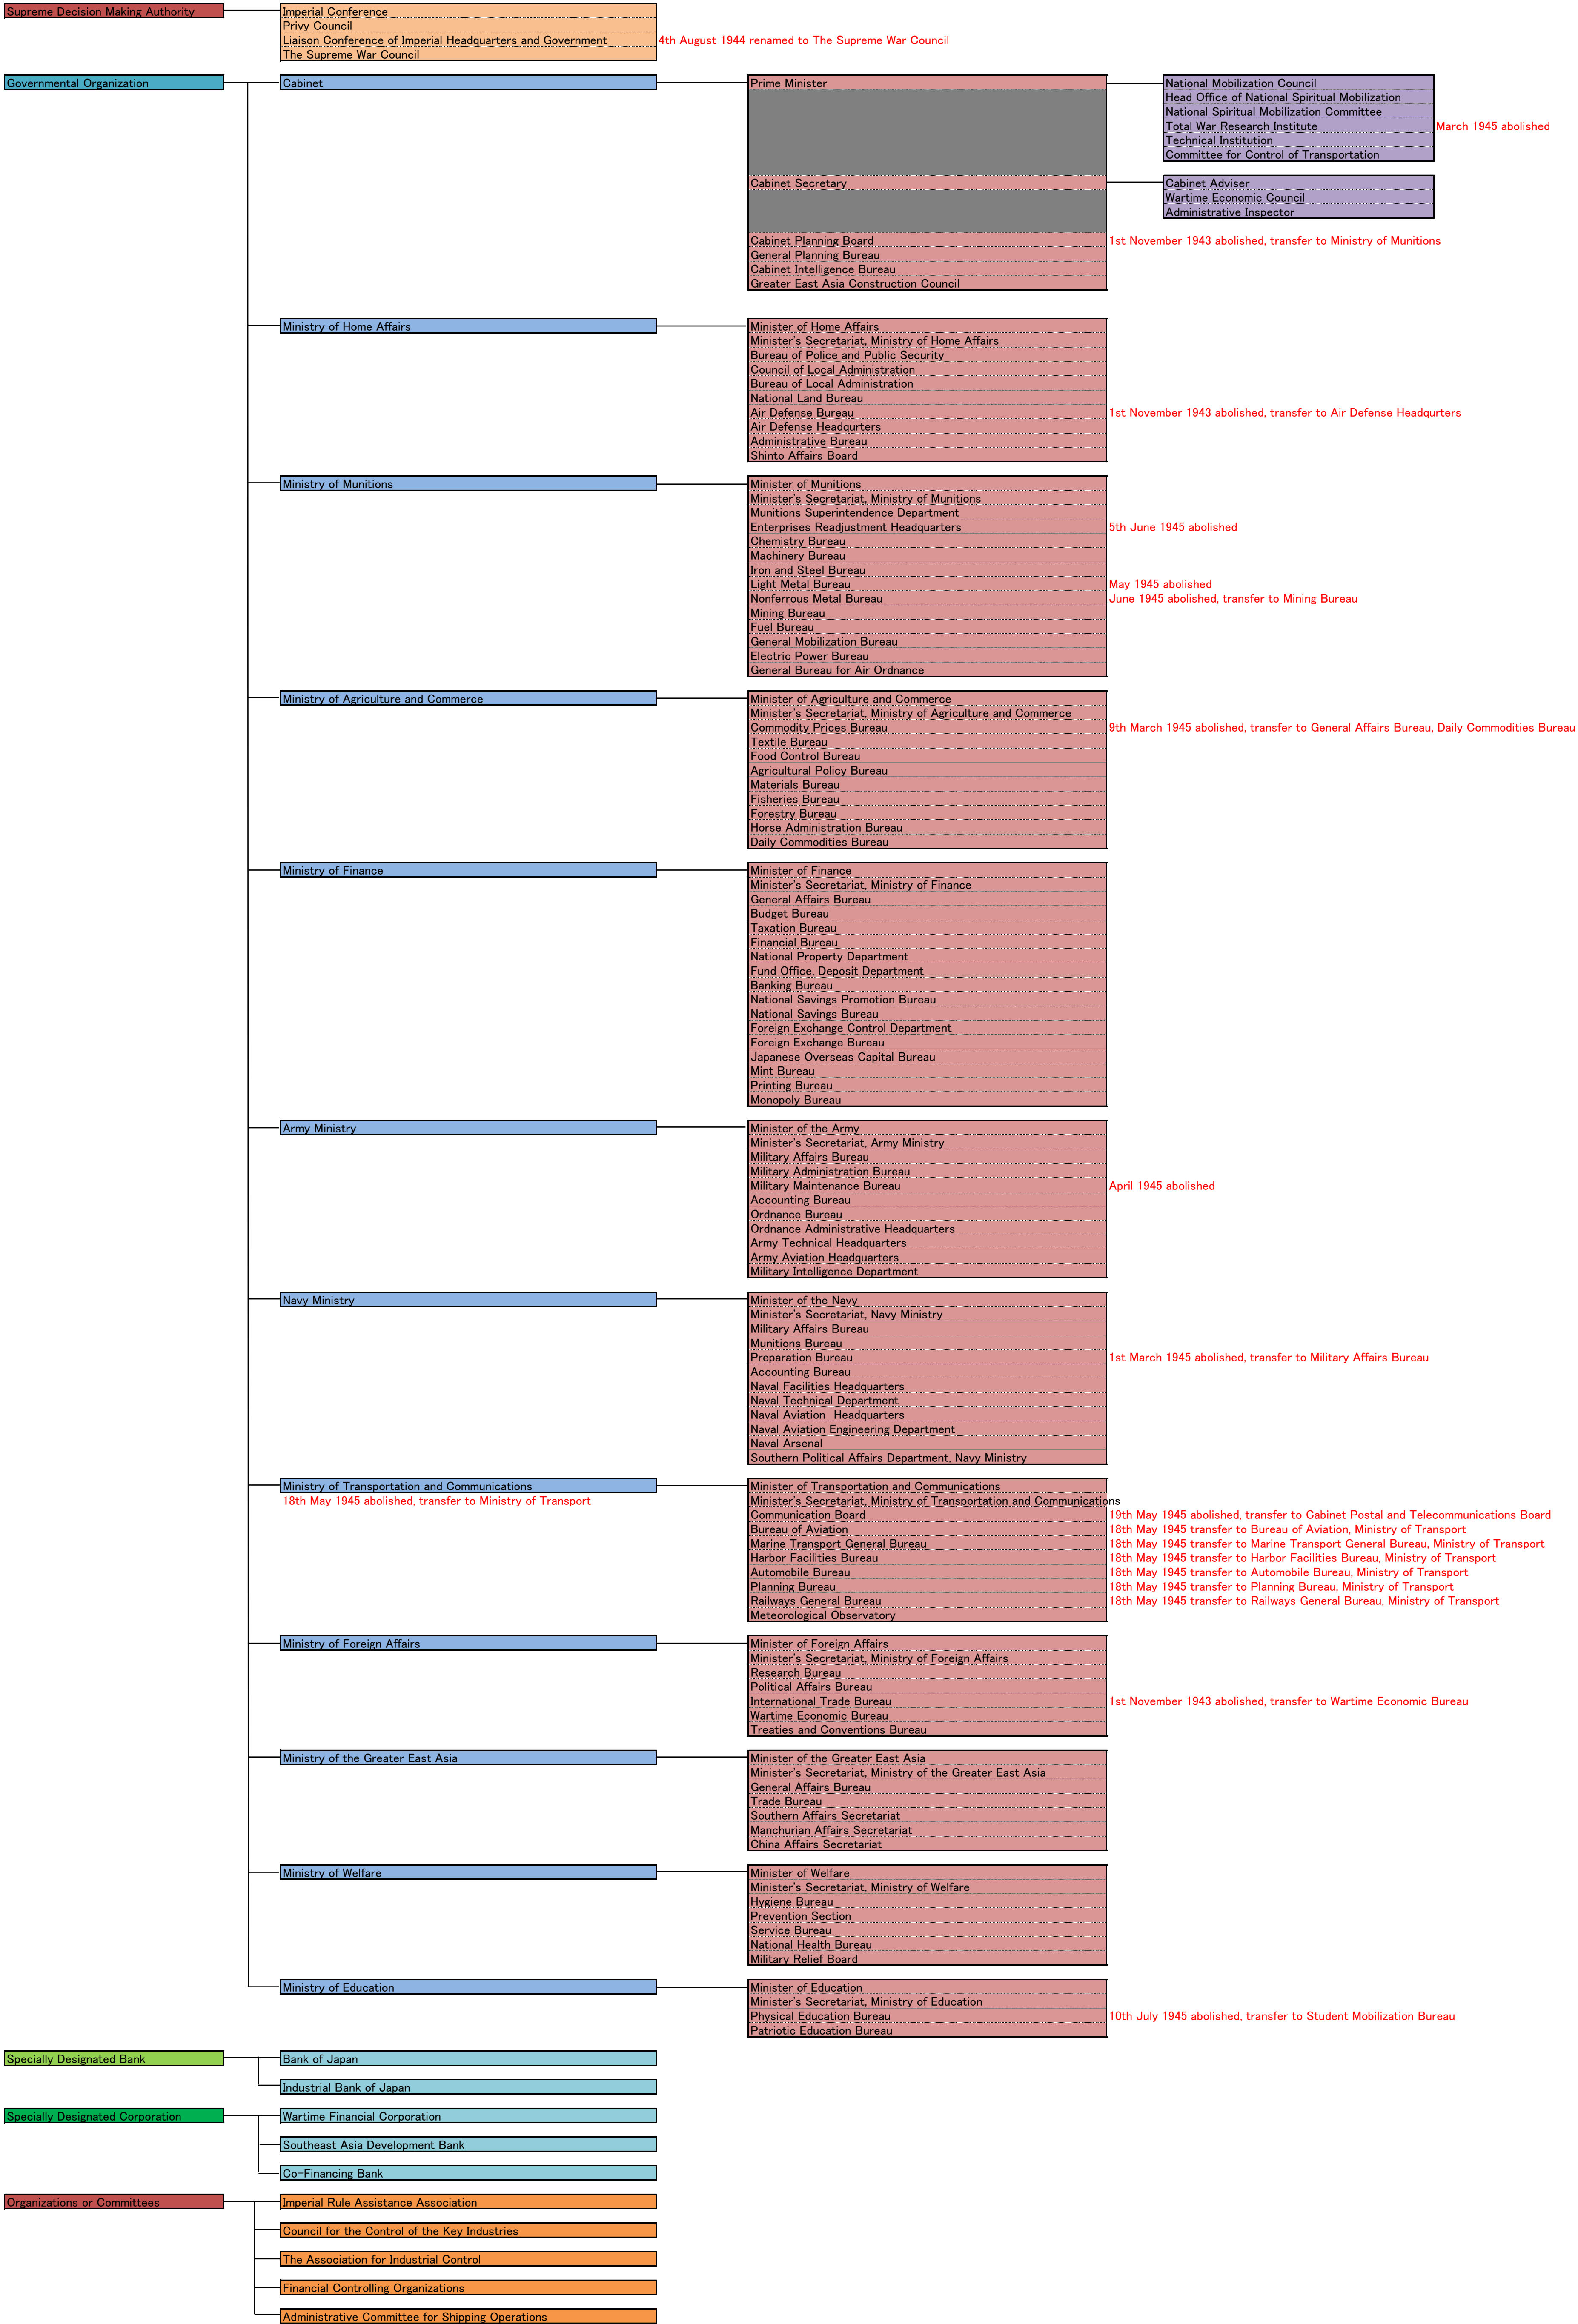 Supreme Decision Making Authority
Imperial Conference
Privy Council
Liaison Conference of Imperial Headquarters and Government
4th August 1944 renamed to The Supreme War Council
The Supreme War Council
Governmental Organization
Cabinet
Prime Minister
National Mobilization Council
Head Office of National Spiritual Mobilization
National Spiritual Mobilization Committee
Total War Research Institute
March 1945 abolished
Technical Institution
Committee for Control of Transportation
Cabinet Secretary
Cabinet Adviser
Wartime Economic Council
Administrative Inspector
Cabinet Planning Board
1st November 1943 abolished, transfer to Ministry of Munitions
General Planning Bureau
Cabinet Intelligence Bureau
Greater East Asia Construction Council
Ministry of Home Affairs
Minister of Home Affairs
Minister's Secretariat, Ministry of Home Affairs
Bureau of Police and Public Security
Council of Local Administration
Bureau of Local Administration
National Land Bureau
Air Defense Bureau
1st November 1943 abolished, transfer to Air Defense Headqurters
Air Defense Headqurters
Administrative Bureau
Shinto Affairs Board
Ministry of Munitions
Minister of Munitions
Minister's Secretariat, Ministry of Munitions
Munitions Superintendence Department
Enterprises Readjustment Headquarters
5th June 1945 abolished
Chemistry Bureau
Machinery Bureau
Iron and Steel Bureau
Light Metal Bureau
May 1945 abolished
Nonferrous Metal Bureau
June 1945 abolished, transfer to Mining Bureau
Mining Bureau
Fuel Bureau
General Mobilization Bureau
Electric Power Bureau
General Bureau for Air Ordnance
Ministry of Agriculture and Commerce
Minister of Agriculture and Commerce
Minister's Secretariat, Ministry of Agriculture and Commerce
Commodity Prices Bureau
9th March 1945 abolished, transfer to General Affairs Bureau, Daily Commodities Bureau
Textile Bureau
Food Control Bureau
Agricultural Policy Bureau
Materials Bureau
Fisheries Bureau
Forestry Bureau
Horse Administration Bureau
Daily Commodities Bureau
Ministry of Finance
Minister of Finance
Minister's Secretariat, Ministry of Finance
General Affairs Bureau
Budget Bureau
Taxation Bureau
Financial Bureau
National Property Department
Fund Office, Deposit Department
Banking Bureau
National Savings Promotion Bureau
National Savings Bureau
Foreign Exchange Control Department
Foreign Exchange Bureau
Japanese Overseas Capital Bureau
Mint Bureau
Printing Bureau
Monopoly Bureau
Army Ministry
Minister of the Army
Minister's Secretariat, Army Ministry
Military Affairs Bureau
Military Administration Bureau
Military Maintenance Bureau
April 1945 abolished
Accounting Bureau
Ordnance Bureau
Ordnance Administrative Headquarters
Army Technical Headquarters
Army Aviation Headquarters
Military Intelligence Department
Navy Ministry
Minister of the Navy
Minister's Secretariat, Navy Ministry
Military Affairs Bureau
Munitions Bureau
Preparation Bureau
1st March 1945 abolished, transfer to Military Affairs Bureau
Accounting Bureau
Naval Facilities Headquarters
Naval Technical Department
Naval Aviation Headquarters
Naval Aviation Engineering Department
Naval Arsenal
Southern Political Affairs Department, Navy Ministry
Ministry of Transportation and Communications
Minister of Transportation and Communications
18th May 1945 abolished, transfer to Ministry of Transport
Minister's Secretariat, Ministry of Transportation and Communications
Communication Board
19th May 1945 abolished, transfer to Cabinet Postal and Telecommunications Board
Bureau of Aviation
18th May 1945 transfer to Bureau of Aviation, Ministry of Transport
Marine Transport General Bureau
18th May 1945 transfer to Marine Transport General Bureau, Ministry of Transport
Harbor Facilities Bureau
18th May 1945 transfer to Harbor Facilities Bureau, Ministry of Transport
Automobile Bureau
18th May 1945 transfer to Automobile Bureau, Ministry of Transport
Planning Bureau
18th May 1945 transfer to Planning Bureau, Ministry of Transport
Railways General Bureau
18th May 1945 transfer to Railways General Bureau, Ministry of Transport
Meteorological Observatory
Ministry of Foreign Affairs
Minister of Foreign Affairs
Minister's Secretariat, Ministry of Foreign Affairs
Research Bureau
Political Affairs Bureau
International Trade Bureau
1st November 1943 abolished, transfer to Wartime Economic Bureau
Wartime Economic Bureau
Treaties and Conventions Bureau
Ministry of the Greater East Asia
Minister of the Greater East Asia
Minister's Secretariat, Ministry of the Greater East Asia
General Affairs Bureau
Trade Bureau
Southern Affairs Secretariat
Manchurian Affairs Secretariat
China Affairs Secretariat
Ministry of Welfare
Minister of Welfare
Minister's Secretariat, Ministry of Welfare
Hygiene Bureau
Prevention Section
Service Bureau
National Health Bureau
Military Relief Board
Ministry of Education
Minister of Education
Minister's Secretariat, Ministry of Education
Physical Education Bureau
10th July 1945 abolished, transfer to Student Mobilization Bureau
Patriotic Education Bureau
Specially Designated Bank
Bank of Japan
Industrial Bank of Japan
Specially Designated Corporation
Wartime Financial Corporation
Southeast Asia Development Bank
Co-Financing Bank
Organizations or Committees
Imperial Rule Assistance Association
Council for the Control of the Key Industries
The Association for Industrial Control
Financial Controlling Organizations
Administrative Committee for Shipping Operations